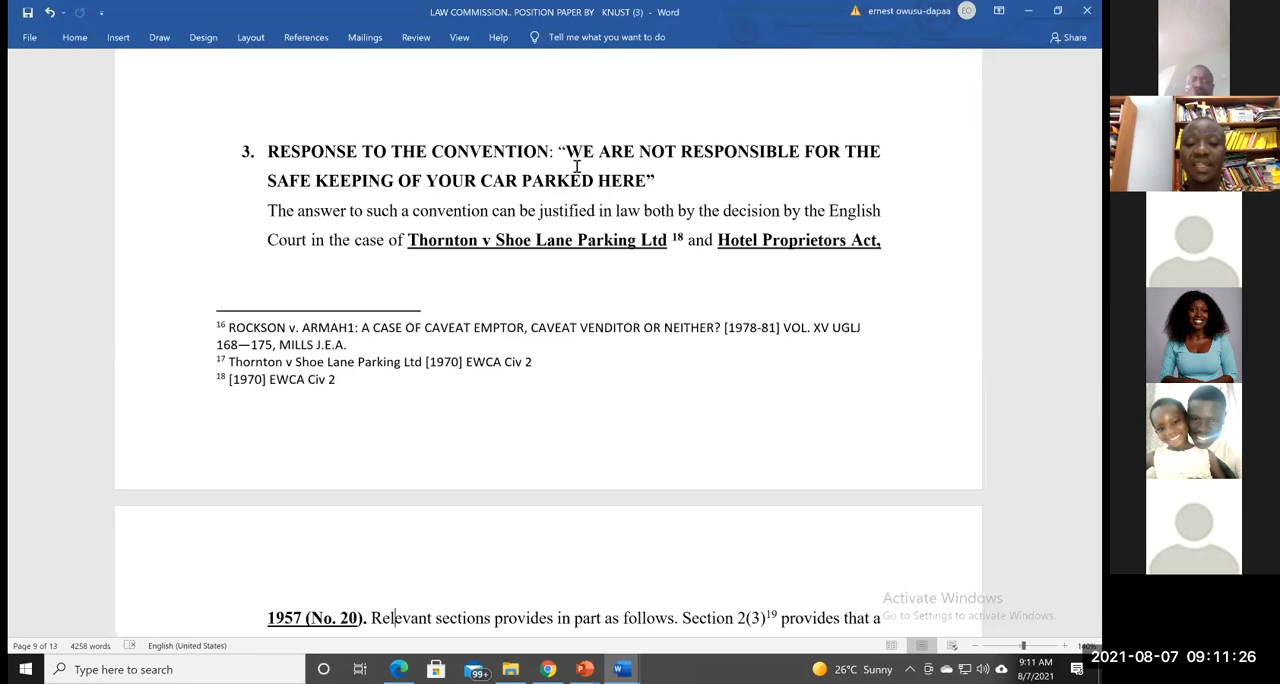 LAW COMMISSION.. POSITION PAPER BY KNUST (3) - Word
ernest owusu-dapaa EO
File Home Insert Draw Design Layout References Mailings Review View Help Tell me what you want to do Share
3. RESPONSE TO THE CONVENTION: “WE ARE NOT RESPONSIBLE FOR THE
SAFE KEEPING OF YOUR CAR PARKED HERE”
The answer to such a convention can be justified in law both by the decision by the English
Court in the case of Thornton v Shoe Lane Parking Ltd 18 and Hotel Proprietors Act,
16 ROCKSON v. ARMAH1: A CASE OF CAVEAT EMPTOR, CAVEAT VENDITOR OR NEITHER? [1978-81] VOL. XV UGLJ
168—175, MILLS J.E.A.
17 Thornton v Shoe Lane Parking Ltd [1970] EWCA Civ 2
18 [1970] EWCA Civ 2
Activate Windows
Go to Settings to activate Windows.
1957 (No. 20). Relevant sections provides in part as follows. Section 2(3)19 provides that a
Page 9 of 13 4258 words English (United States) 140%
Type here to search 99+ 26°C Sunny 9:11 AM
8/7/2021
2021-08-07 09:11:26